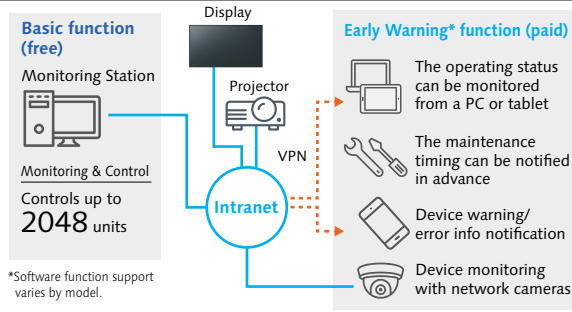 Basic function
(free)
Monitoring Station
Monitoring & Control
Controls up to
2048 units
*Software function support
varies by model.
Display
Projector
VPN
Intranet
Early Warning* function (paid)
The operating status
can be monitored
from a PC or tablet
The maintenance
timing can be notified
in advance
Device warning/
error info notification
Device monitoring
with network cameras